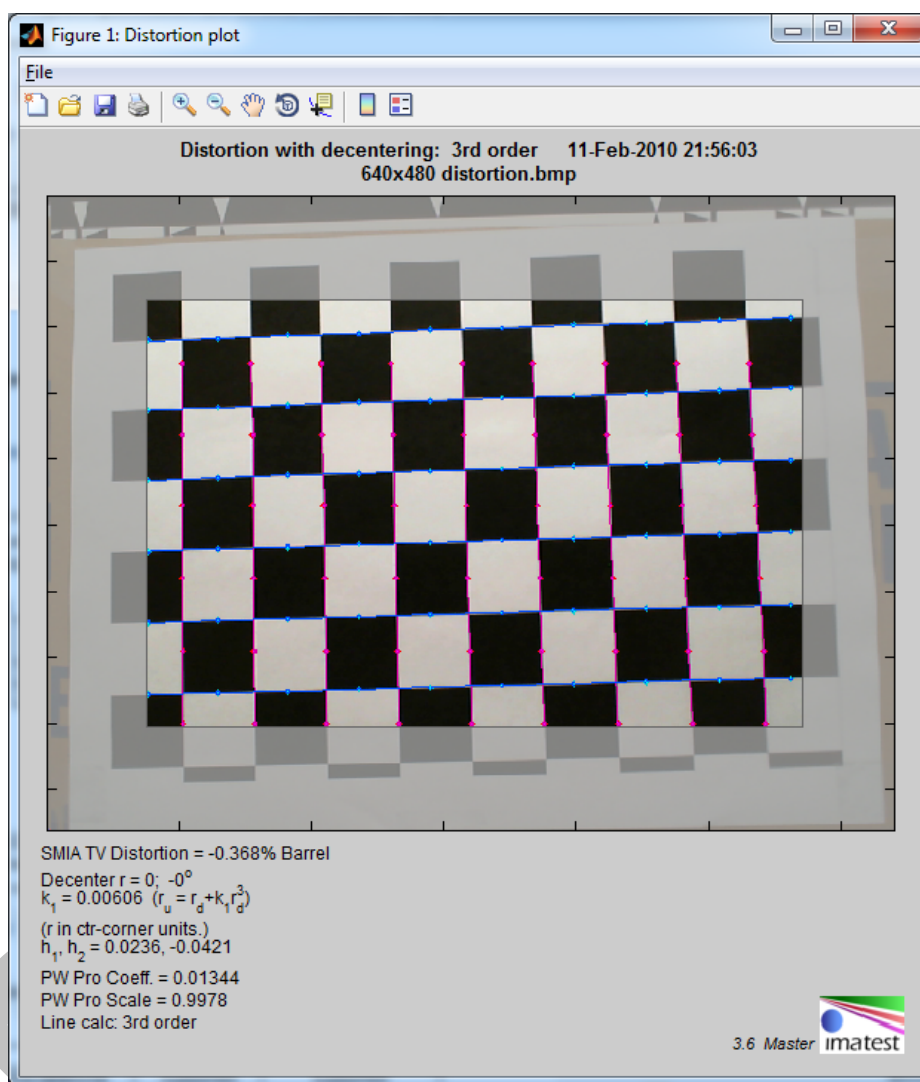 Figure 1: Distortion plot
File
Distortion with decentering: 3rd order 11-Feb-2010 21:56:03
640x480 distortion.bmp
SMIA TV Distortion = -0.368% Barrel
Decenter r = 0; -0°
k₁ = 0.00606 (rᵤ = r_d+k₁r_d³)
(r in ctr-corner units.)
h₁, h₂ = 0.0236, -0.0421
PW Pro Coeff. = 0.01344
PW Pro Scale = 0.9978
Line calc: 3rd order
3.6 Master imatest